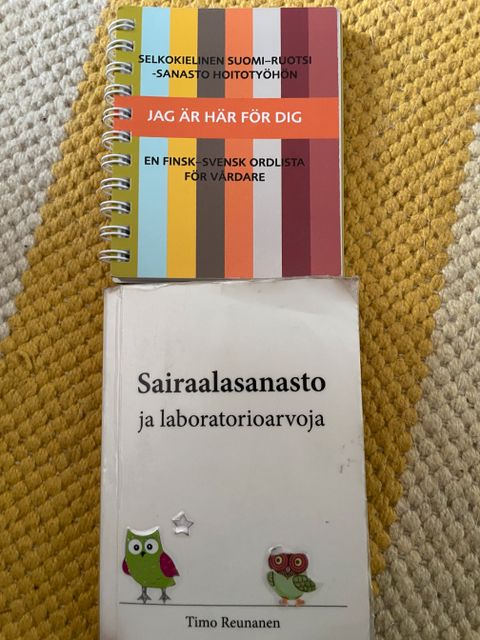 SELKOKIELINEN SUOMI–RUOTSI
-SANASTO HOITOTYÖHÖN
JAG ÄR HÄR FÖR DIG
EN FINSK–SVENSK ORDLISTA
FÖR VÅRDARE
Sairaalasanasto
ja laboratorioarvoja
Timo Reunanen